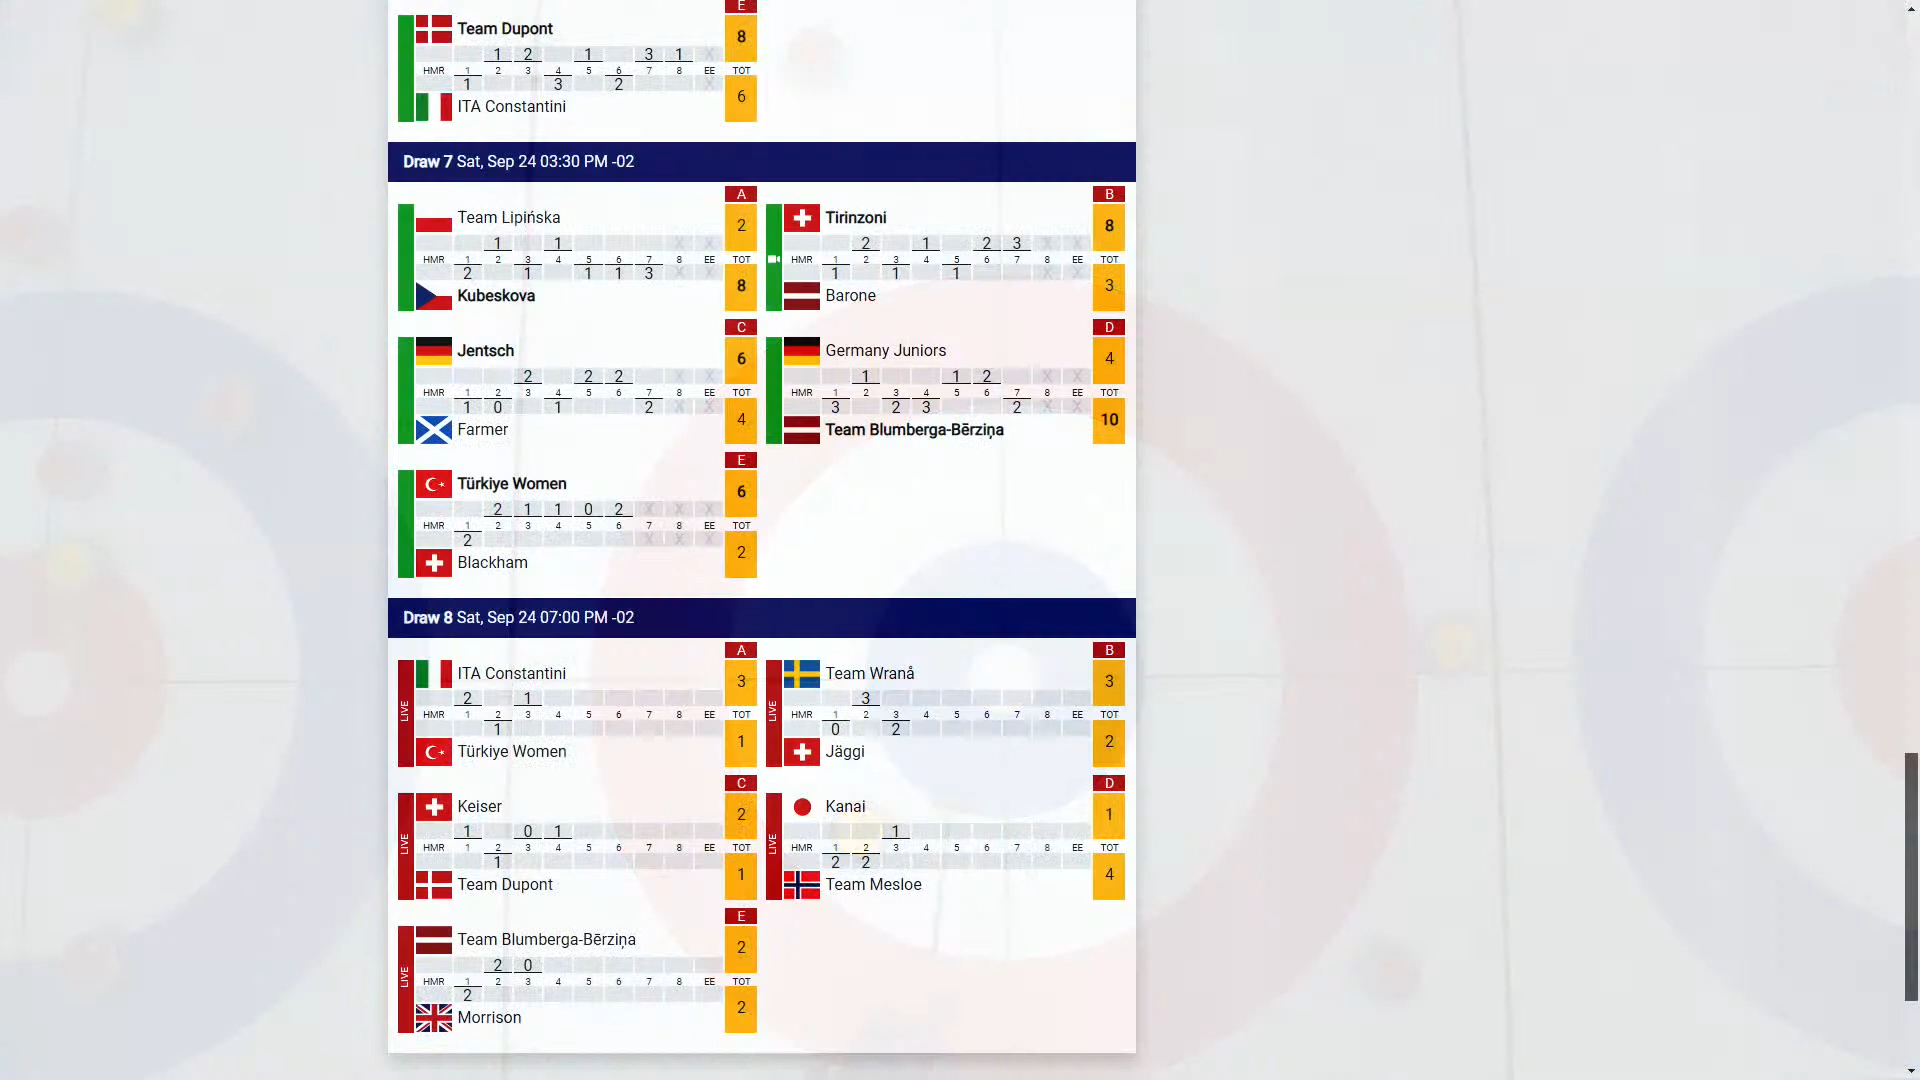 E
Team Dupont 8
1 2 1 3 1 X
HMR 1 2 3 4 5 6 7 8 EE TOT
1 3 2 X
ITA Constantini 6
Draw 7 Sat, Sep 24 03:30 PM -02
A
Team Lipińska 2
1 1 X X
HMR 1 2 3 4 5 6 7 8 EE TOT
2 1 1 1 3 X X
Kubeskova 8
B
Tirinzoni 8
2 1 2 3 X X
HMR 1 2 3 4 5 6 7 8 EE TOT
1 1 1 X X
Barone 3
C
Jentsch 6
2 2 2 X X
HMR 1 2 3 4 5 6 7 8 EE TOT
1 0 1 2 X X
Farmer 4
D
Germany Juniors 4
1 1 2 X X
HMR 1 2 3 4 5 6 7 8 EE TOT
3 2 3 2 X X
Team Blumberga-Bērziņa 10
E
Türkiye Women 6
2 1 1 0 2 X X X
HMR 1 2 3 4 5 6 7 8 EE TOT
2 X X X
Blackham 2
Draw 8 Sat, Sep 24 07:00 PM -02
A
ITA Constantini 3
2 1
LIVE HMR 1 2 3 4 5 6 7 8 EE TOT
1
Türkiye Women 1
B
Team Wranå 3
3
LIVE HMR 1 2 3 4 5 6 7 8 EE TOT
0 2
Jäggi 2
C
Keiser 2
1 0 1
LIVE HMR 1 2 3 4 5 6 7 8 EE TOT
1
Team Dupont 1
D
Kanai 1
1
LIVE HMR 1 2 3 4 5 6 7 8 EE TOT
2 2
Team Mesloe 4
E
Team Blumberga-Bērziņa 2
2 0
LIVE HMR 1 2 3 4 5 6 7 8 EE TOT
2
Morrison 2